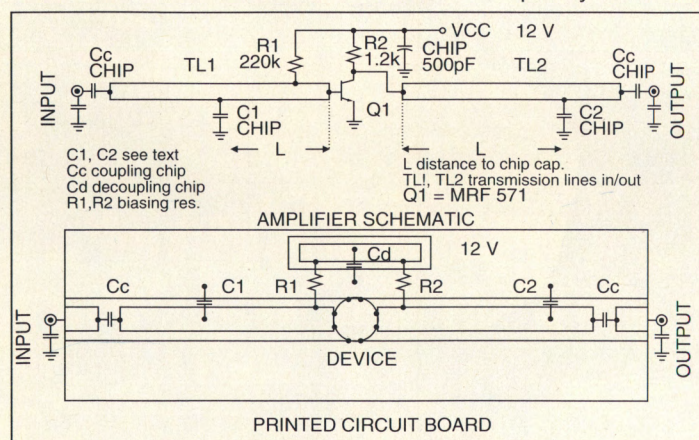 VCC 12 V
R1
220k
R2
1.2k
CHIP
500pF
Cc
CHIP
TL1
TL2
Cc
CHIP
INPUT
C1
CHIP
Q1
C2
CHIP
OUTPUT
L
L
C1, C2 see text
Cc coupling chip
Cd decoupling chip
R1,R2 biasing res.
L distance to chip cap.
TL!, TL2 transmission lines in/out
Q1 = MRF 571
AMPLIFIER SCHEMATIC
Cd
12 V
Cc
C1
R1
R2
C2
Cc
INPUT
DEVICE
OUTPUT
PRINTED CIRCUIT BOARD